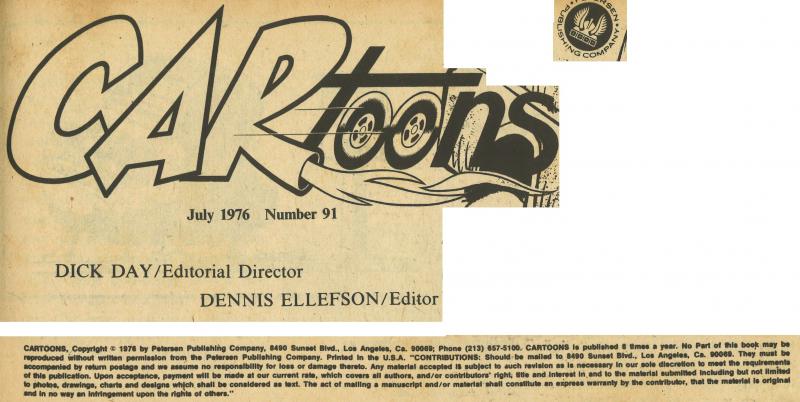 PETERSEN
PUBLISHING COMPANY
CARtoons
July 1976 Number 91
DICK DAY/Editorial Director
DENNIS ELLEFSON/Editor
CARTOONS, Copyright © 1976 by Petersen Publishing Company, 8490 Sunset Blvd., Los Angeles, Ca. 90069; Phone (213) 657-5100. CARTOONS is published 6 times a year. No Part of this book may be
reproduced without written permission from the Petersen Publishing Company. Printed in the U.S.A. "CONTRIBUTIONS: Should be mailed to 8490 Sunset Blvd., Los Angeles, Ca. 90069. They must be
accompanied by return postage and we assume no responsibility for loss or damage thereto. Any material accepted is subject to such revision as is necessary in our sole discretion to meet the requirements
of this publication. Upon acceptance, payment will be made at our current rate, which covers all authors, and/or contributors' right, title and interest in and to the material submitted including but not limited
to photos, drawings, charts and designs which shall be considered as text. The act of mailing a manuscript and/or material shall constitute an express warranty by the contributor, that the material is original
and in no way an infringement upon the rights of others."